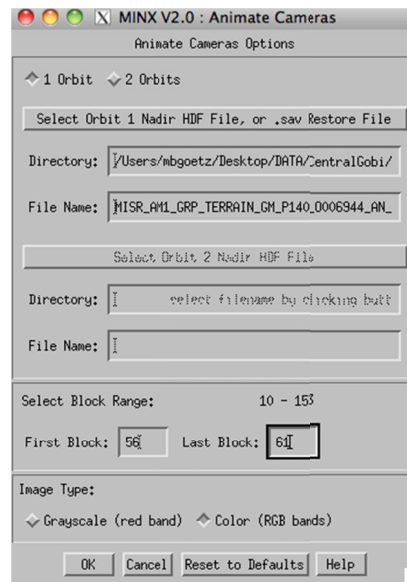 X MINX V2.0 : Animate Cameras
Animate Cameras Options
1 Orbit 2 Orbits
Select Orbit 1 Nadir HDF File, or .sav Restore File
Directory: /Users/mbgoetz/Desktop/DATA/CentralGobi/
File Name: MISR_AM1_GRP_TERRAIN_GM_P140_O006944_AN_
Select Orbit 2 Nadir HDF File
Directory: select filename by clicking butt
File Name:
Select Block Range: 10 - 153
First Block: 56 Last Block: 61
Image Type:
Grayscale (red band) Color (RGB bands)
OK Cancel Reset to Defaults Help